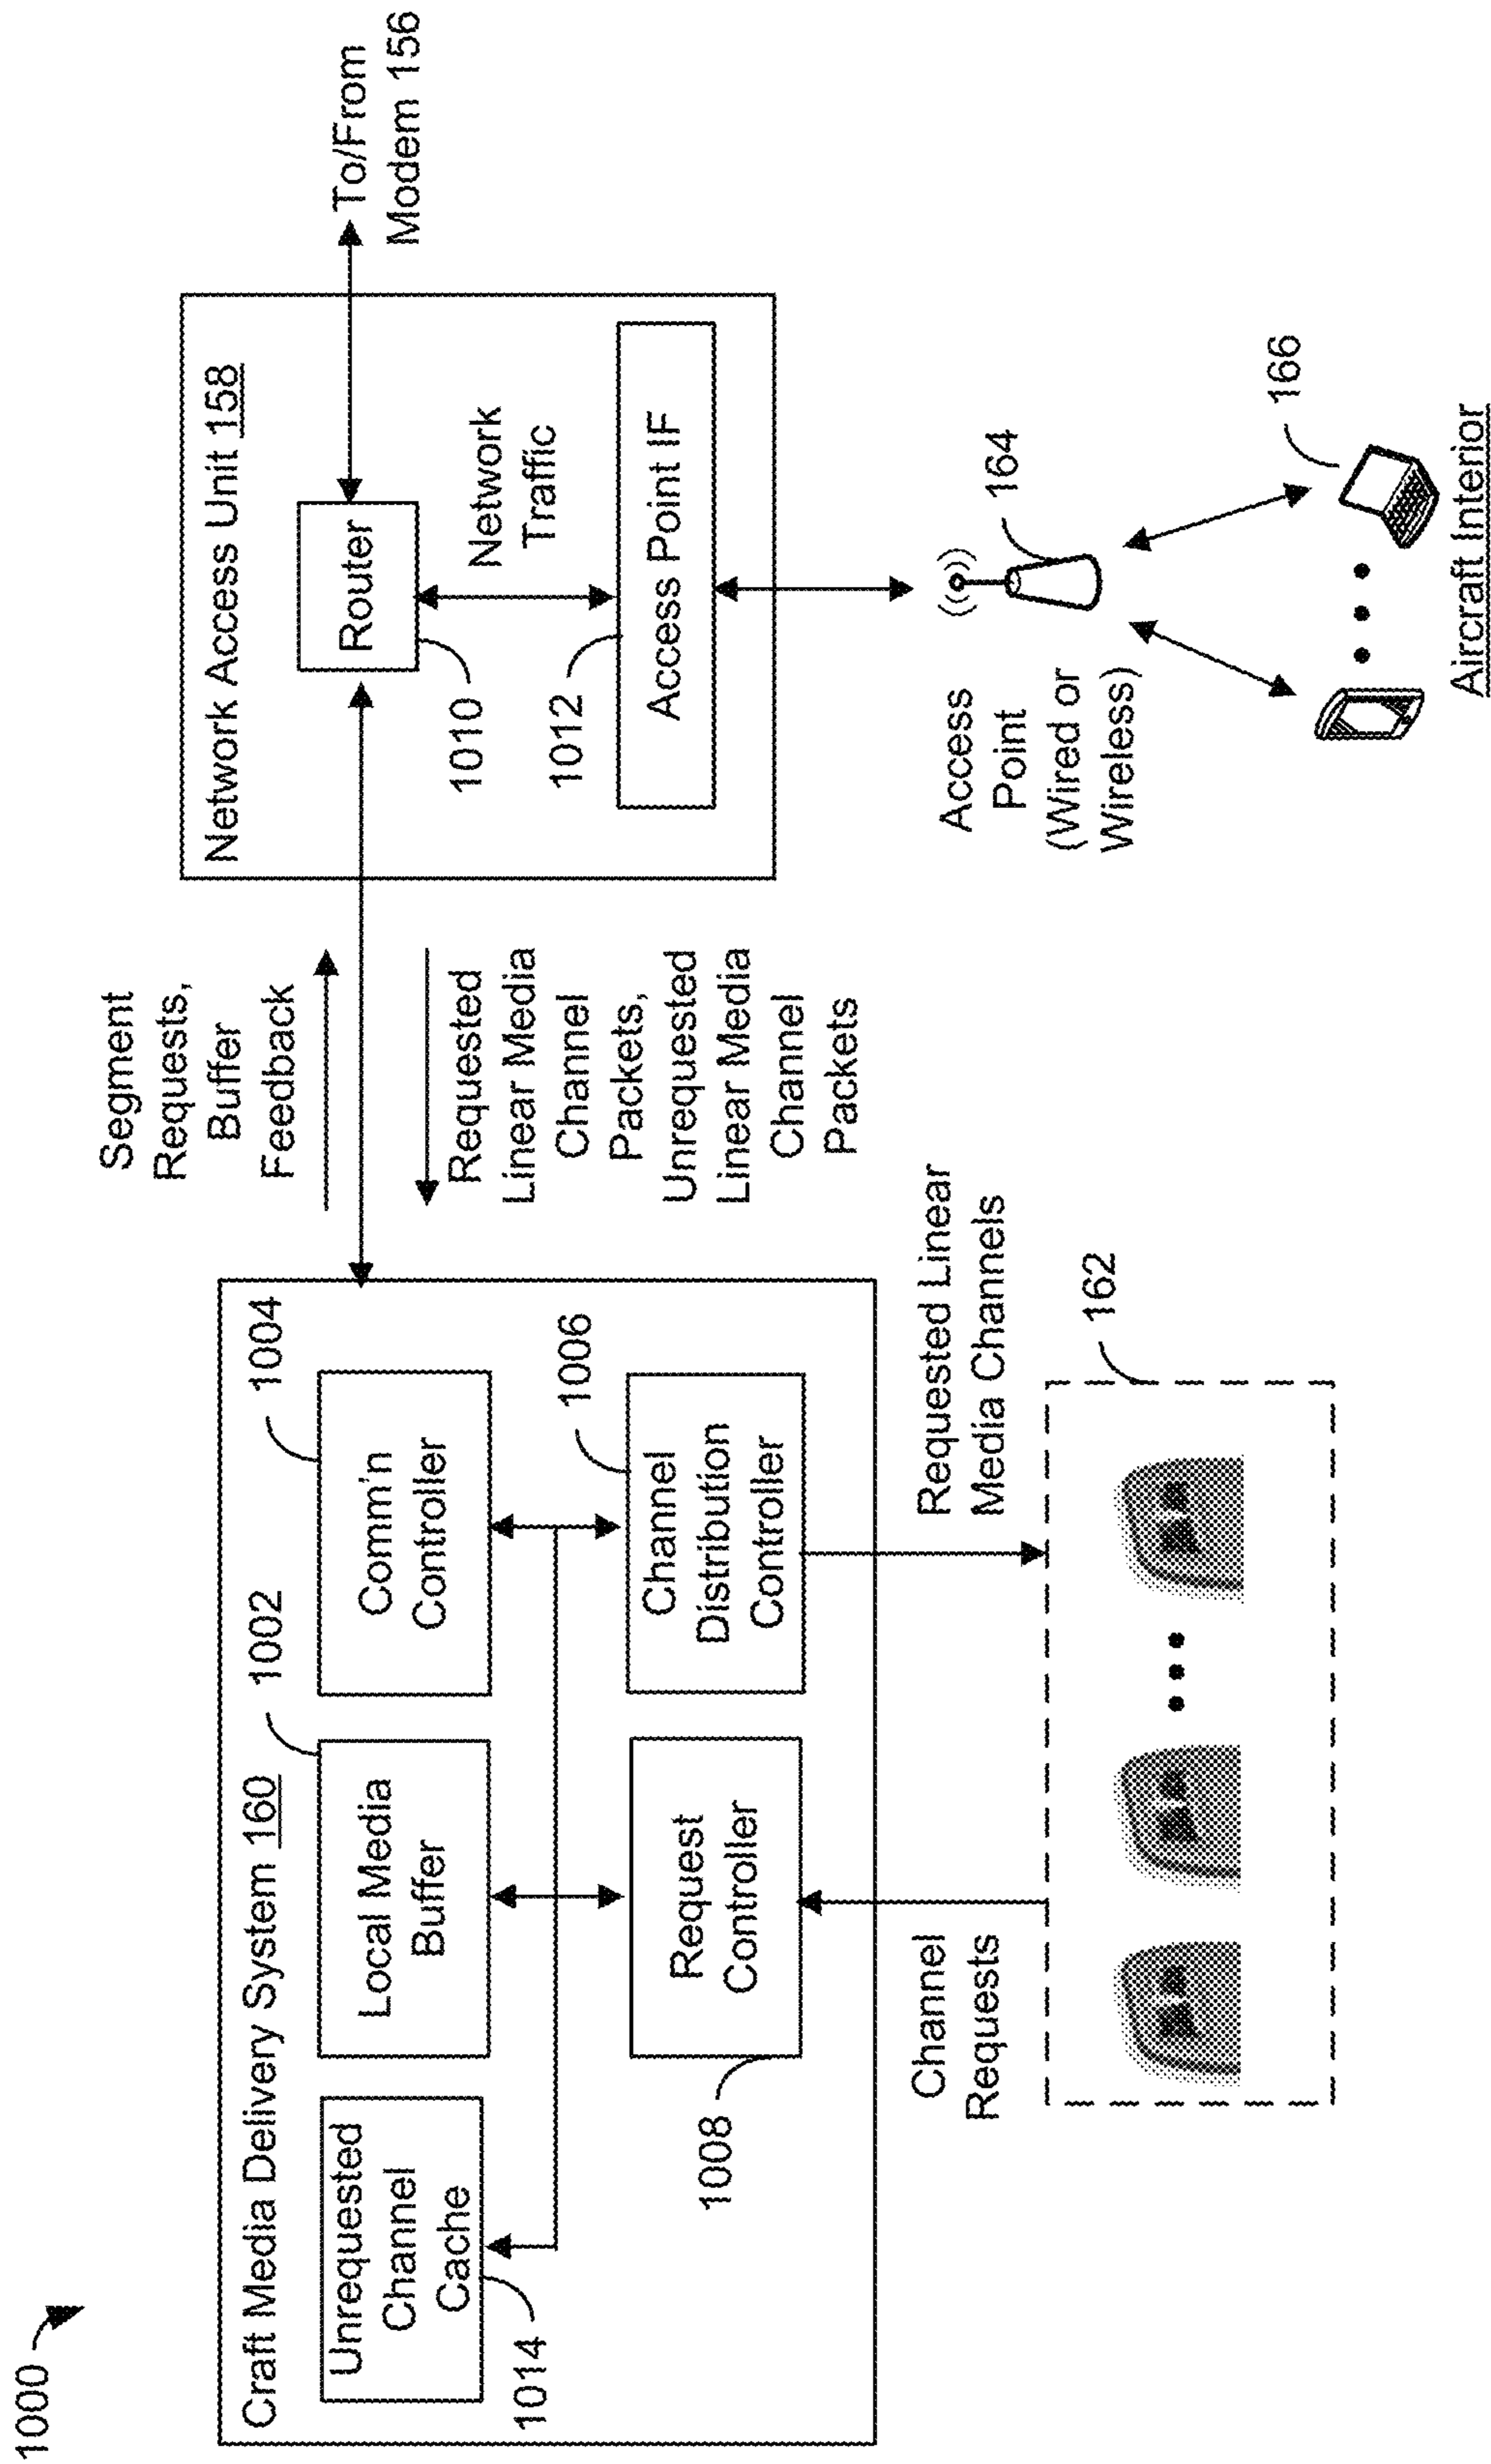 1000
Craft Media Delivery System 160
Unrequested
Channel
Cache
1014
Local Media
Buffer
1002
Comm'n
Controller
1004
Request
Controller
1008
Channel
Distribution
Controller
1006
Channel
Requests
Requested Linear
Media Channels
162
Segment
Requests,
Buffer
Feedback
Requested
Linear Media
Channel
Packets,
Unrequested
Linear Media
Channel
Packets
Network Access Unit 158
Router
1010
Network
Traffic
1012
Access Point IF
To/From
Modem 156
Access
Point
(Wired or
Wireless)
164
166
Aircraft Interior